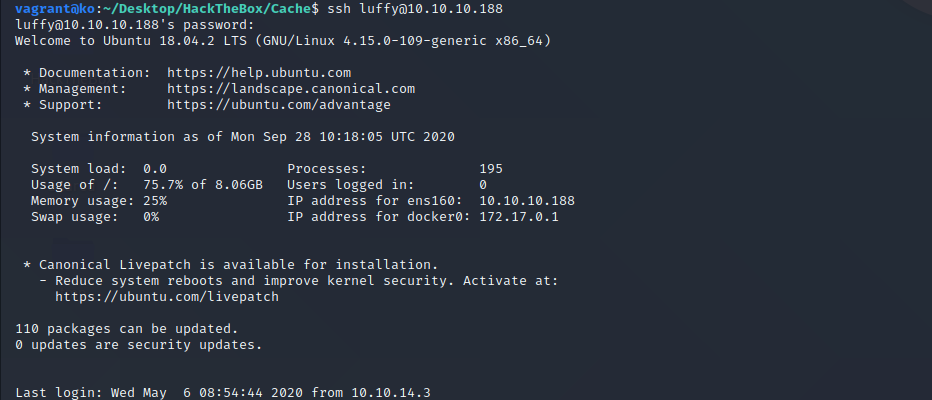 vagrant@ko:~/Desktop/HackTheBox/Cache$ ssh luffy@10.10.10.188
luffy@10.10.10.188's password:
Welcome to Ubuntu 18.04.2 LTS (GNU/Linux 4.15.0-109-generic x86_64)
* Documentation:  https://help.ubuntu.com
* Management:     https://landscape.canonical.com
* Support:        https://ubuntu.com/advantage
System information as of Mon Sep 28 10:18:05 UTC 2020
System load:  0.0               Processes:              195
Usage of /:   75.7% of 8.06GB   Users logged in:        0
Memory usage: 25%               IP address for ens160:  10.10.10.188
Swap usage:   0%                IP address for docker0: 172.17.0.1
* Canonical Livepatch is available for installation.
- Reduce system reboots and improve kernel security. Activate at:
https://ubuntu.com/livepatch
110 packages can be updated.
0 updates are security updates.
Last login: Wed May  6 08:54:44 2020 from 10.10.14.3